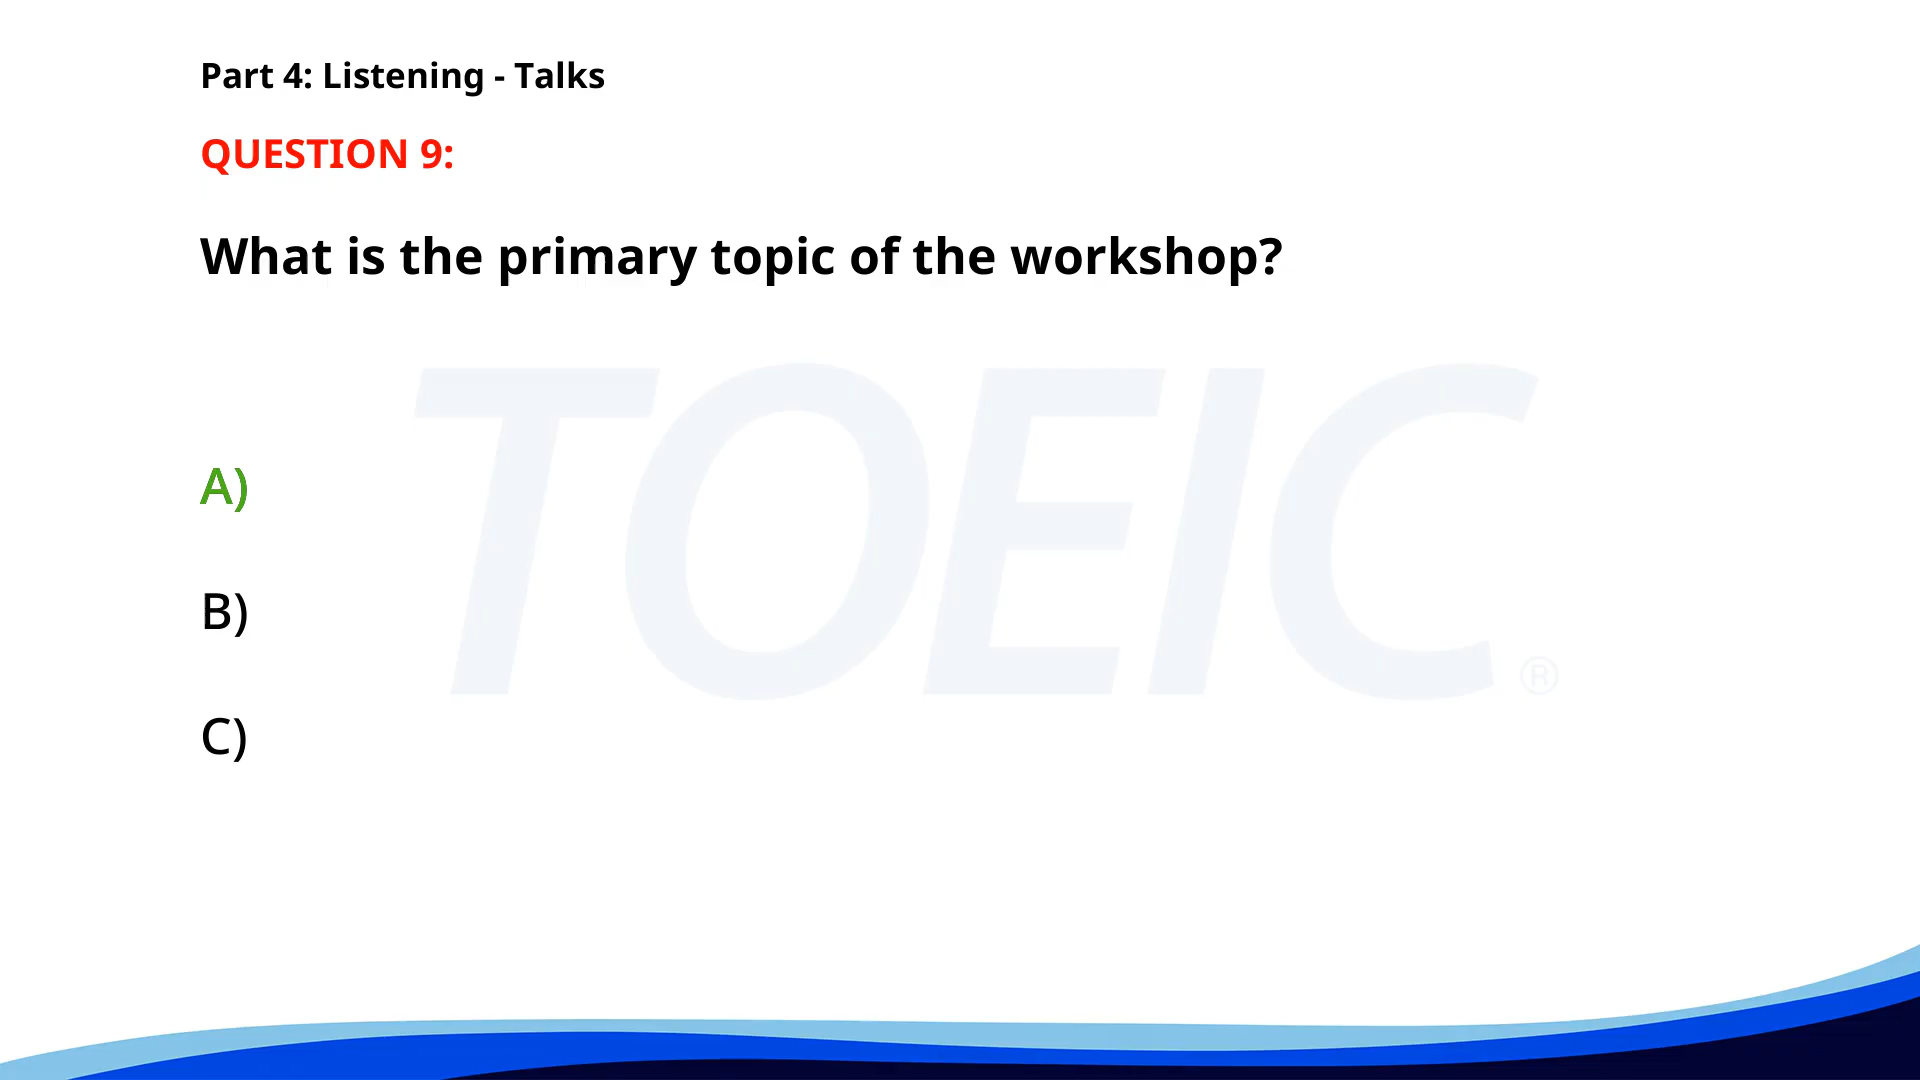 Part 4: Listening - Talks
QUESTION 9:
What is the primary topic of the workshop?
TOEIC®
A)
B)
C)